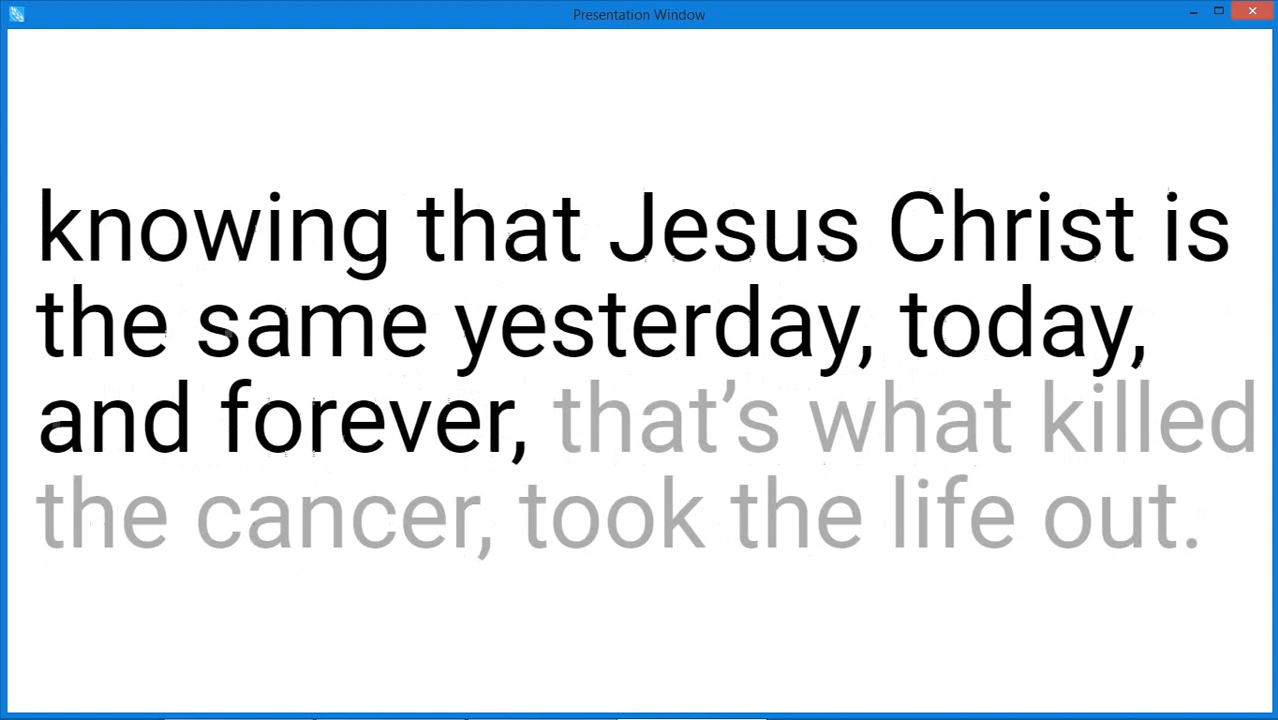 Presentation Window
knowing that Jesus Christ is
the same yesterday, today,
and forever, that’s what killed
the cancer, took the life out.